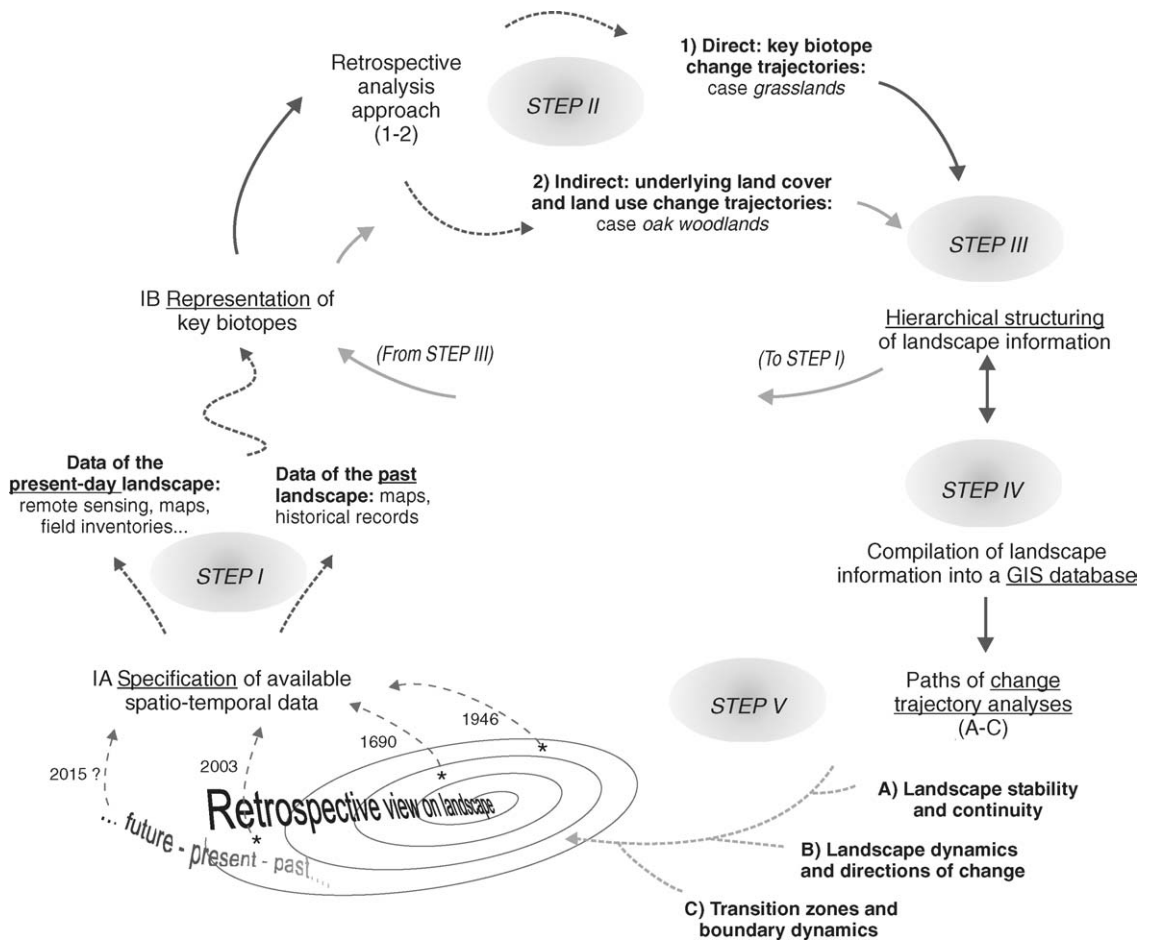 Retrospective
analysis
approach
(1-2)
STEP II
1) Direct: key biotope
change trajectories:
case grasslands
2) Indirect: underlying land cover
and land use change trajectories:
case oak woodlands
STEP III
Hierarchical structuring
of landscape information
(To STEP I)
(From STEP III)
IB Representation of
key biotopes
Data of the
present-day landscape:
remote sensing, maps,
field inventories...
Data of the past
landscape: maps,
historical records
STEP I
IA Specification of available
spatio-temporal data
STEP IV
Compilation of landscape
information into a GIS database
STEP V
Paths of change
trajectory analyses
(A-C)
A) Landscape stability
and continuity
B) Landscape dynamics
and directions of change
C) Transition zones and
boundary dynamics
2015 ?
2003
1690
1946
*
*
*
Retrospective view on landscape
... future - present - past.....